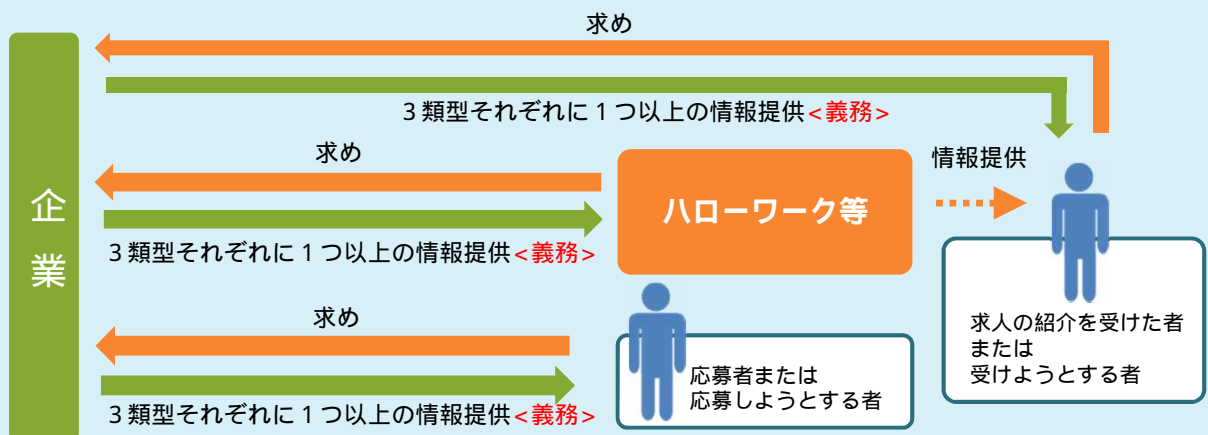 求め
3類型それぞれに1つ以上の情報提供<義務>
企業
求め
3類型それぞれに1つ以上の情報提供<義務>
ハローワーク等
情報提供
求人の紹介を受けた者
または
受けようとする者
求め
3類型それぞれに1つ以上の情報提供<義務>
応募者または
応募しようとする者